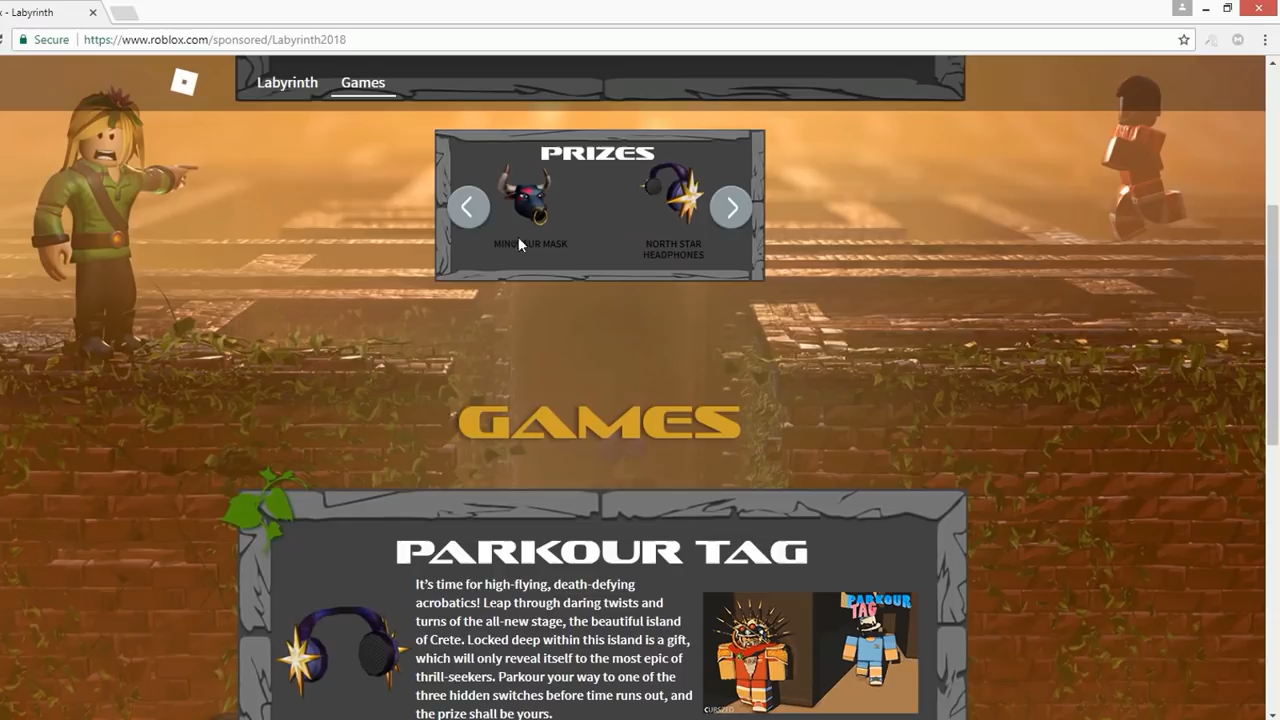 - Labyrinth
Secure
https://www.roblox.com/sponsored/Labyrinth2018
Labyrinth Games
PRIZES
MASK
NORTH STAR
HEADPHONES
GAMES
PARKOUR TAG
It's time for high-flying, death-defying
acrobatics! Leap through daring twists and
turns of the all-new stage, the beautiful island
of Crete. Locked deep within this island is a gift,
which will only reveal itself to the most epic of
thrill-seekers. Parkour your way to one of the
three hidden switches before time runs out, and
the prize shall be yours.
PARKOUR
TAG
CURSZED